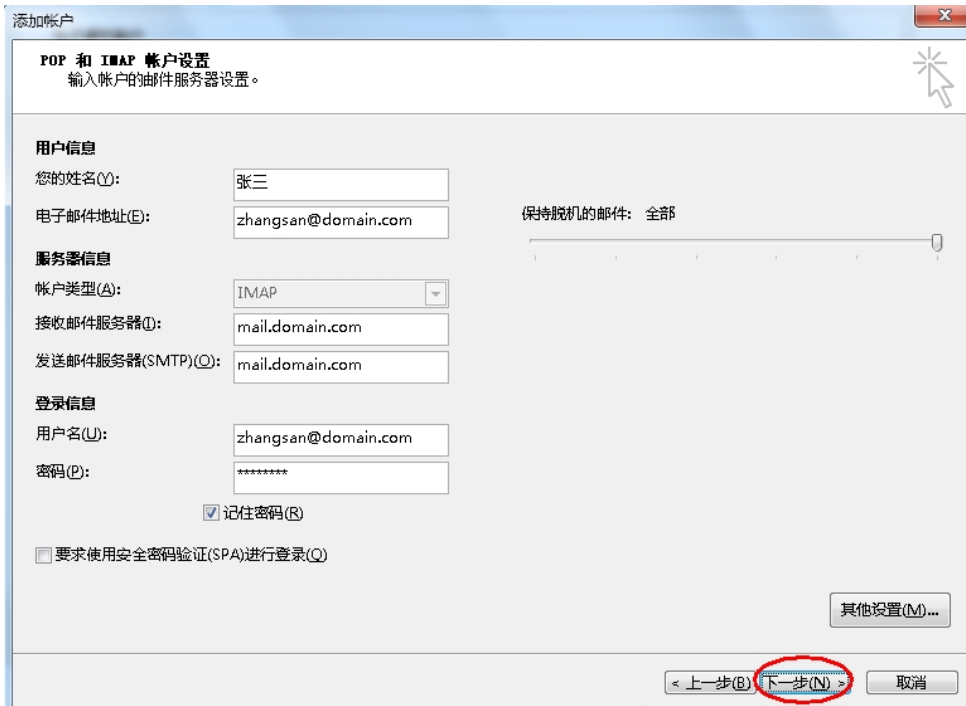 添加帐户
POP 和 IMAP 帐户设置
输入帐户的邮件服务器设置。
用户信息
您的姓名(Y): 张三
电子邮件地址(E): zhangsan@domain.com
保持脱机的邮件: 全部
服务器信息
帐户类型(A): IMAP
接收邮件服务器(I): mail.domain.com
发送邮件服务器(SMTP)(O): mail.domain.com
登录信息
用户名(U): zhangsan@domain.com
密码(P): ********
记住密码(R)
要求使用安全密码验证(SPA)进行登录(Q)
其他设置(M)...
< 上一步(B) 下一步(N) > 取消